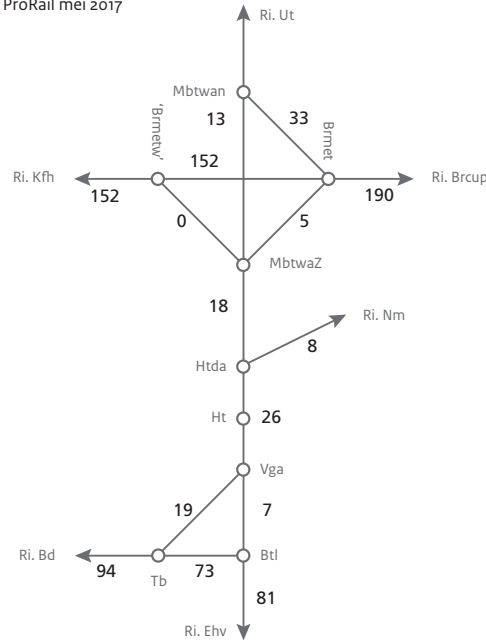 ProRail mei 2017
Ri. Ut
Mbtwan
13
33
'Brmetw'
Brmet
152
Ri. Kfh
Ri. Brcup
152
190
0
5
MbtwaZ
18
Ri. Nm
8
Htda
Ht
26
Vga
19
7
Ri. Bd
Btl
94
73
Tb
81
Ri. Ehv